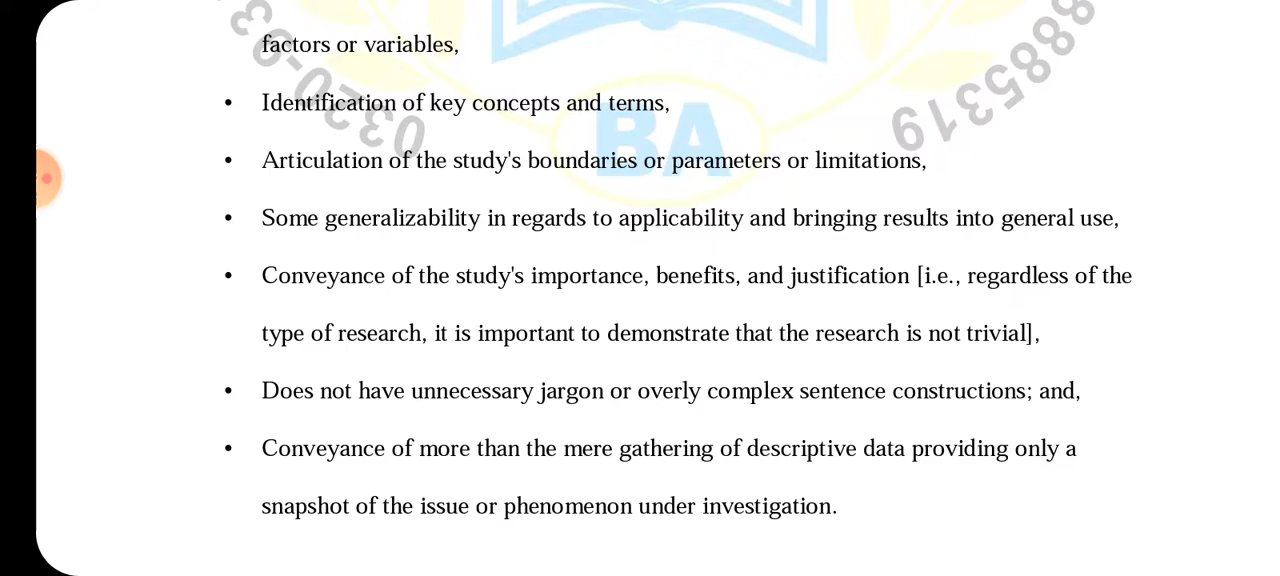 factors or variables,
• Identification of key concepts and terms,
• Articulation of the study's boundaries or parameters or limitations,
• Some generalizability in regards to applicability and bringing results into general use,
• Conveyance of the study's importance, benefits, and justification [i.e., regardless of the
type of research, it is important to demonstrate that the research is not trivial],
• Does not have unnecessary jargon or overly complex sentence constructions; and,
• Conveyance of more than the mere gathering of descriptive data providing only a
snapshot of the issue or phenomenon under investigation.
BA